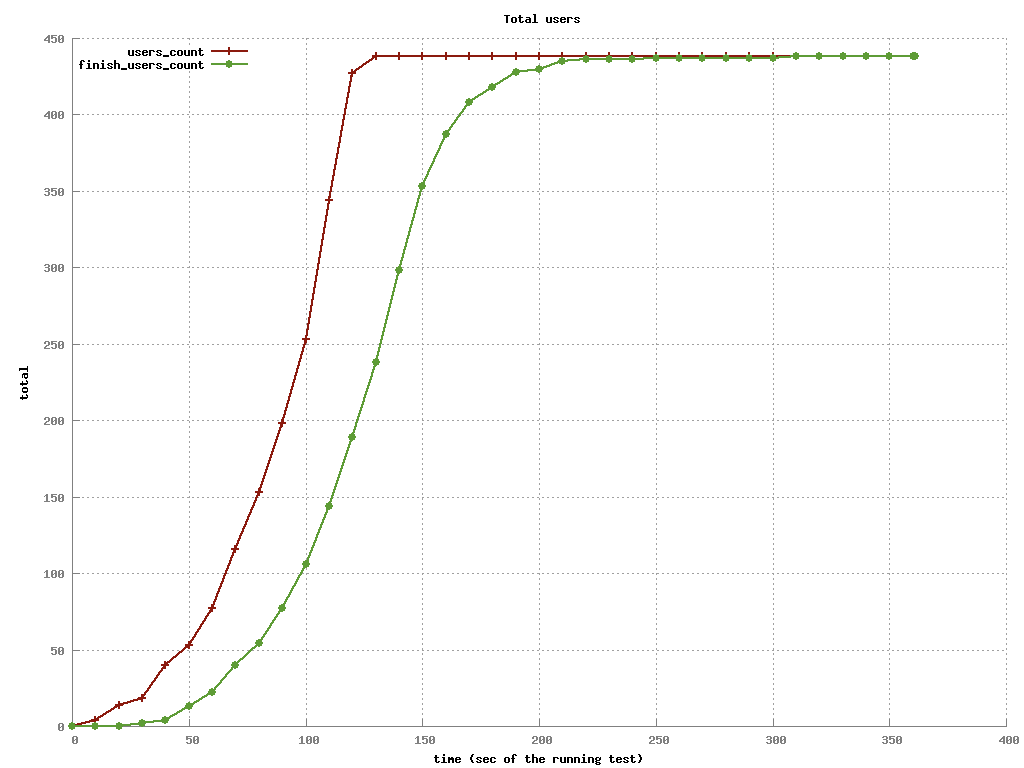 Total users
users_count
finish_users_count
450
400
350
300
250
200
150
100
50
0
total
0 50 100 150 200 250 300 350 400
time (sec of the running test)